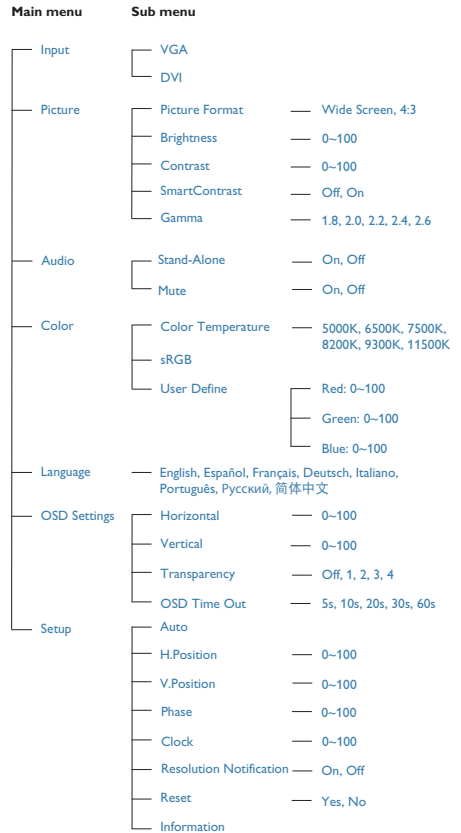 Main menu Sub menu
Input VGA
DVI
Picture Picture Format Wide Screen, 4:3
Brightness 0~100
Contrast 0~100
SmartContrast Off, On
Gamma 1.8, 2.0, 2.2, 2.4, 2.6
Audio Stand-Alone On, Off
Mute On, Off
Color Color Temperature 5000K, 6500K, 7500K,
8200K, 9300K, 11500K
sRGB
User Define Red: 0~100
Green: 0~100
Blue: 0~100
Language English, Español, Français, Deutsch, Italiano,
Português, Русский, 简体中文
OSD Settings Horizontal 0~100
Vertical 0~100
Transparency Off, 1, 2, 3, 4
OSD Time Out 5s, 10s, 20s, 30s, 60s
Setup Auto
H.Position 0~100
V.Position 0~100
Phase 0~100
Clock 0~100
Resolution Notification On, Off
Reset Yes, No
Information